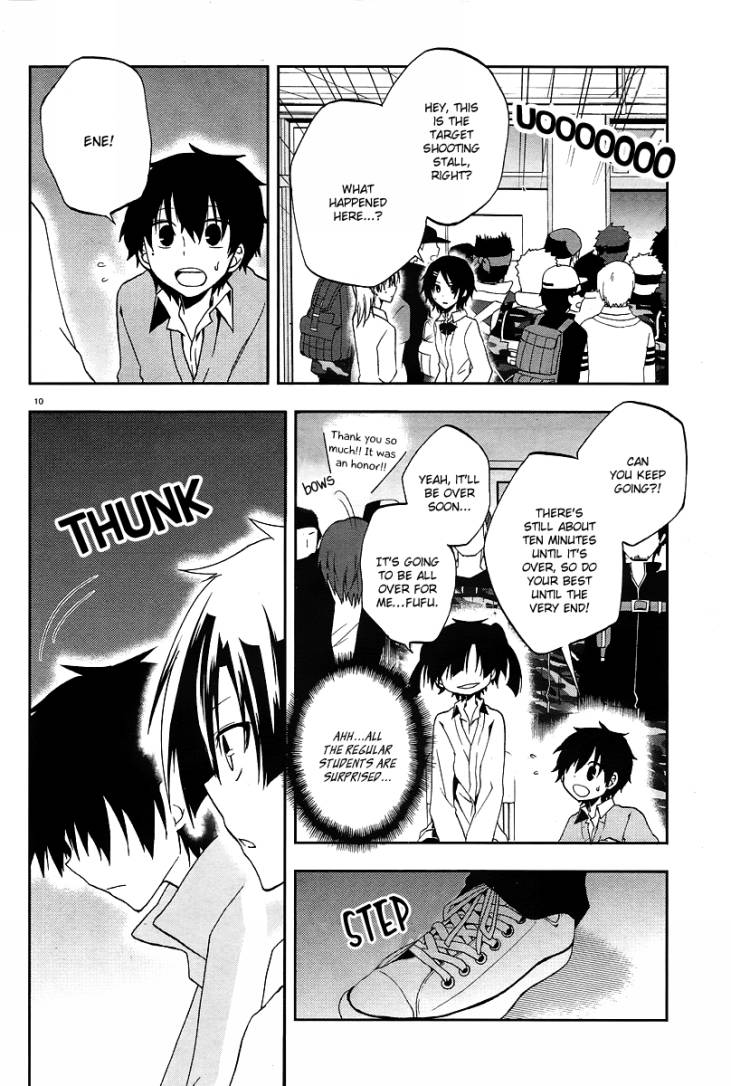 HEY, THIS
IS THE
TARGET
SHOOTING
STALL,
RIGHT?
WHAT
HAPPENED
HERE...?
UOOOOOOO
ENE!
10
CAN
YOU KEEP
GOING?!
THERE'S
STILL ABOUT
TEN MINUTES
UNTIL IT'S
OVER, SO DO
YOUR BEST
UNTIL THE
VERY END!
YEAH, IT'LL
BE OVER
SOON...
IT'S GOING
TO BE ALL
OVER FOR
ME...FUFU.
Thank you so
much!! It was
an honor!!
bows
AHH...ALL
THE REGULAR
STUDENTS ARE
SURPRISED...
STEP
THUNK